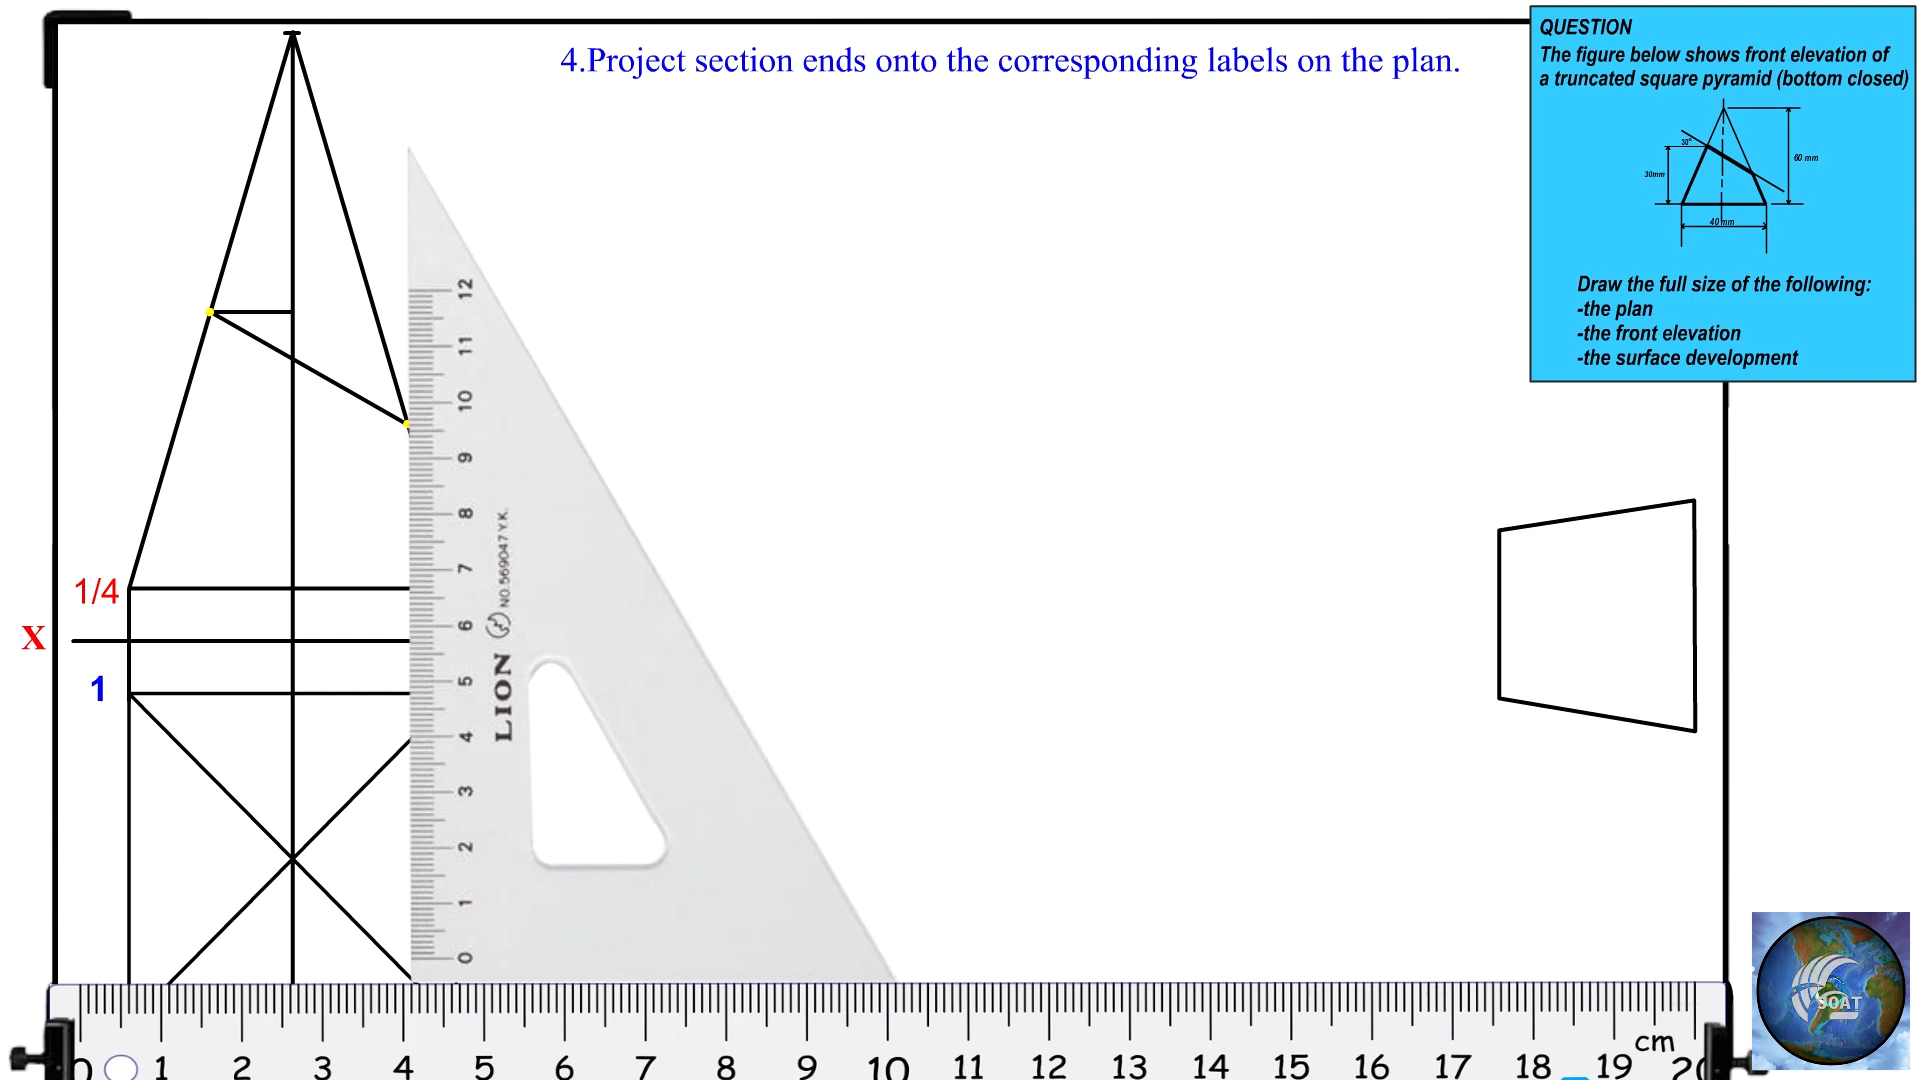 4.Project section ends onto the corresponding labels on the plan.
QUESTION
The figure below shows front elevation of
a truncated square pyramid (bottom closed)
30°
60 mm
30mm
40 mm
Draw the full size of the following:
-the plan
-the front elevation
-the surface development
1/4
X
1
12
11
10
9
8
7
6
5
4
3
2
1
0
LION NO.569047 Y.K.
SOAT
cm
0 1 2 3 4 5 6 7 8 9 10 11 12 13 14 15 16 17 18 19 20